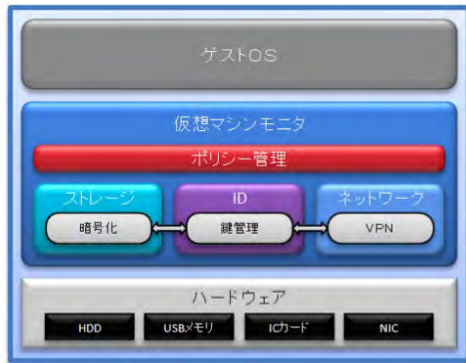 ゲストOS
仮想マシンモニタ
ポリシー管理
ストレージ ID ネットワーク
暗号化 鍵管理 VPN
ハードウェア
HDD USBメモリ ICカード NIC